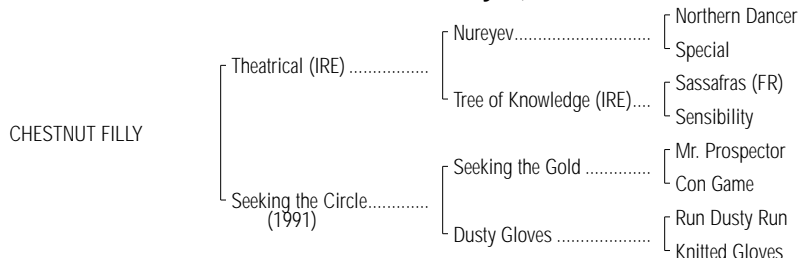 Northern Dancer
Nureyev............................
Special
Theatrical (IRE) .................
Sassafras (FR)
Tree of Knowledge (IRE)....
Sensibility
CHESTNUT FILLY
Mr. Prospector
Seeking the Gold ..............
Con Game
Seeking the Circle.............
(1991)
Run Dusty Run
Dusty Gloves ....................
Knitted Gloves